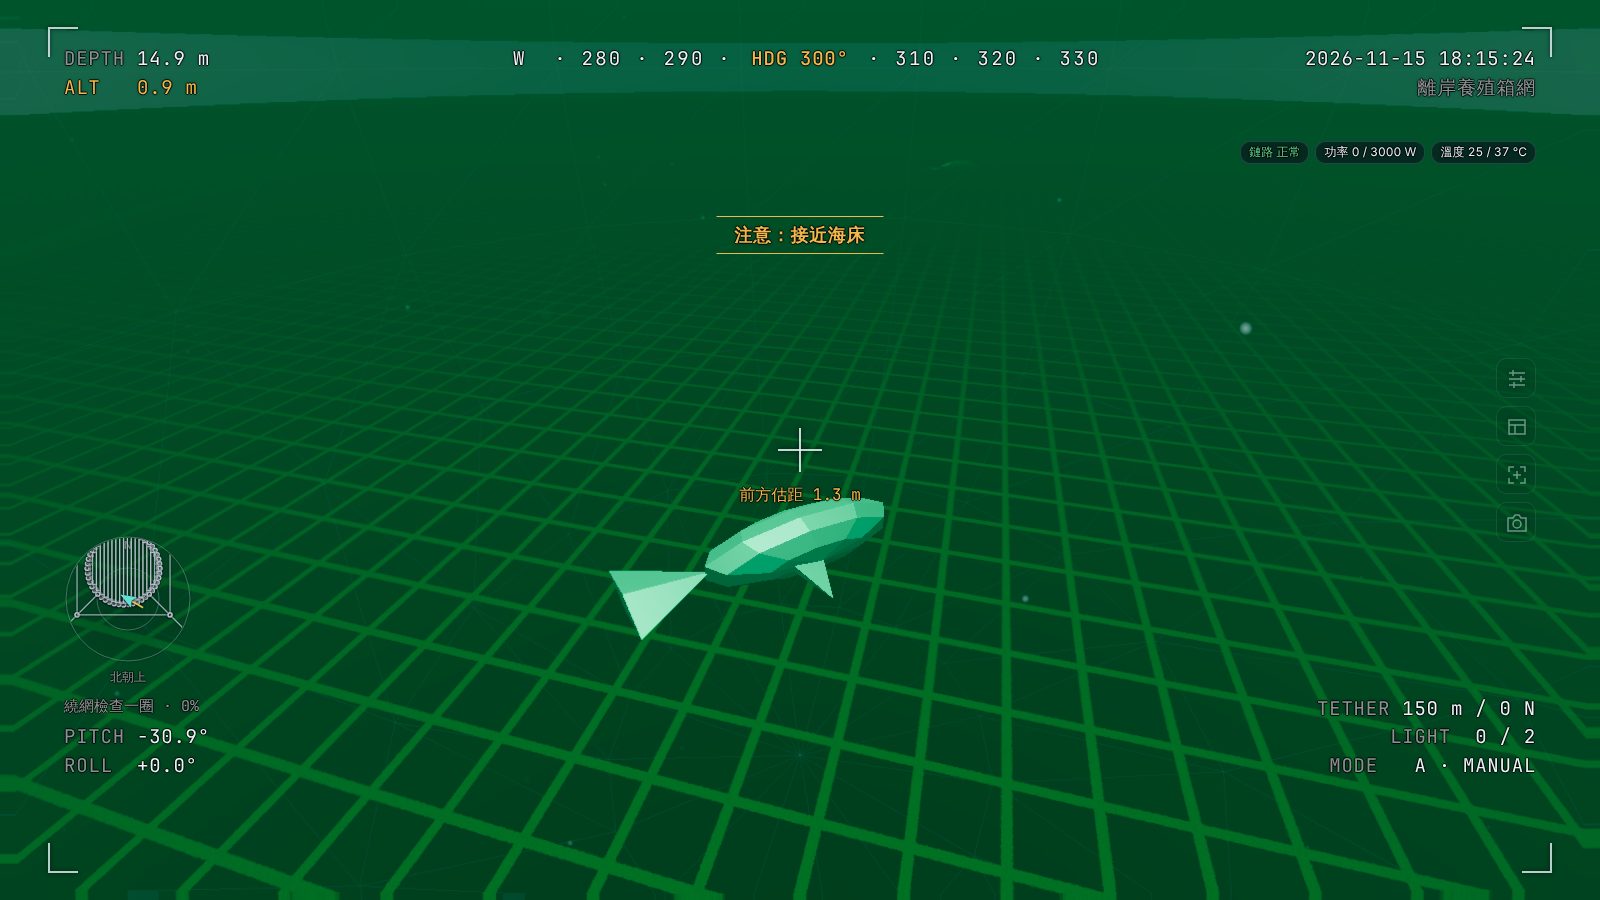 DEPTH 14.9 m
ALT 0.9 m
W · 280 · 290 · HDG 300° · 310 · 320 · 330
2026-11-15 18:15:24
離岸養殖箱網
鏈路 正常
功率 0 / 3000 W
溫度 25 / 37 °C
注意：接近海床
前方估距 1.3 m
北朝上
繞網檢查一圈 · 0%
PITCH -30.9°
ROLL +0.0°
TETHER 150 m / 0 N
LIGHT 0 / 2
MODE A · MANUAL